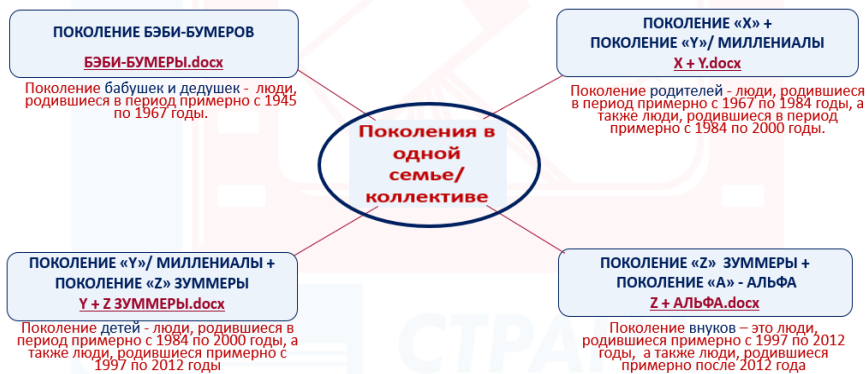 ПОКОЛЕНИЕ БЭБИ-БУМЕРОВ
БЭБИ-БУМЕРЫ.docx
Поколение бабушек и дедушек - люди,
родившиеся в период примерно с 1945
по 1967 годы.
ПОКОЛЕНИЕ «X» +
ПОКОЛЕНИЕ «Y»/ МИЛЛЕНИАЛЫ
X + Y.docx
Поколение родителей - люди, родившиеся
в период примерно с 1967 по 1984 годы, а
также люди, родившиеся в период
примерно с 1984 по 2000 годы.
Поколения в
одной
семье/
коллективе
ПОКОЛЕНИЕ «Y»/ МИЛЛЕНИАЛЫ +
ПОКОЛЕНИЕ «Z» ЗУММЕРЫ
Y + Z ЗУММЕРЫ.docx
Поколение детей - люди, родившиеся в
период примерно с 1984 по 2000 годы, а
также люди, родившиеся примерно с
1997 по 2012 годы
ПОКОЛЕНИЕ «Z» ЗУММЕРЫ +
ПОКОЛЕНИЕ «А» - АЛЬФА
Z + АЛЬФА.docx
Поколение внуков – это люди,
родившиеся примерно с 1997 по 2012
годы, а также люди, родившиеся
примерно после 2012 года